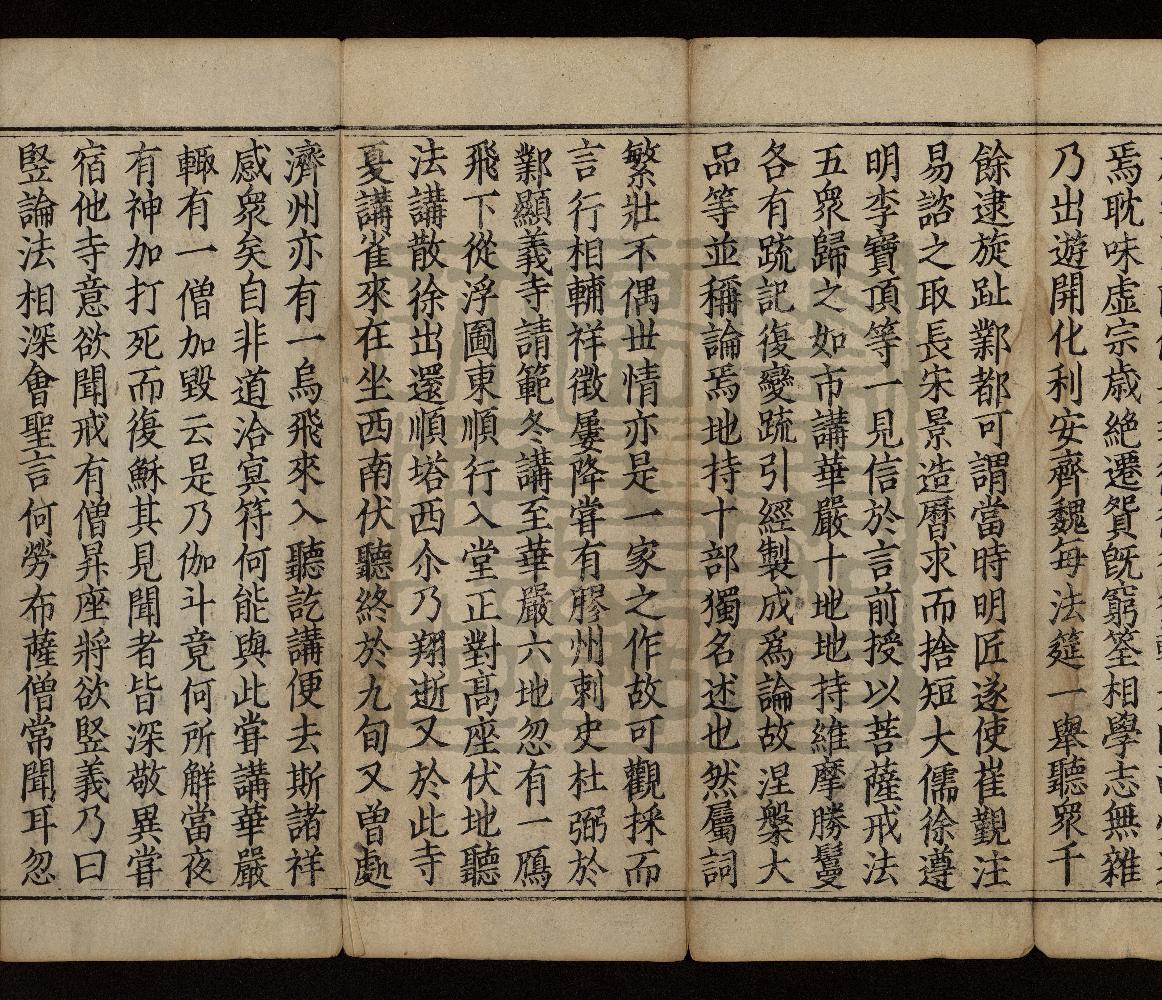 焉耽味虛宗歲絕遷貿旣窮筌相學志無雜
乃出遊開化利安齊魏每法筵一舉聽眾千
餘逮旋趾鄴都可謂當時明匠遂使崔覲注
易諮之取長宋景造曆求而捨短大儒徐遵
明李寶頂等一見信於言前授以菩薩戒法
五眾歸之如市講華嚴十地地持維摩勝鬘
各有疏記復變疏引經製成爲論故涅槃大
品等並稱論焉地持十部獨名述也然屬詞
繁壯不偶世情亦是一家之作故可觀採而
言行相輔祥徵屢降甞有膠州刺史杜弼於
鄴顯義寺請範冬講至華嚴六地忽有一鴈
飛下從浮圖東順行入堂正對高座伏地聽
法講散徐出還順塔西尒乃翔逝又於此寺
夏講雀來在坐西南伏聽終於九旬又曾處
濟州亦有一烏飛來入聽訖講便去斯諸祥
感眾矣自非道洽冥符何能與此甞講華嚴
輒有一僧加毀云是乃伽斗竟何所解當夜
有神加打死而復穌其見聞者皆深敬異甞
宿他寺意欲聞戒有僧昇座將欲竪義乃曰
竪論法相深會聖言何勞布薩僧常聞耳忽